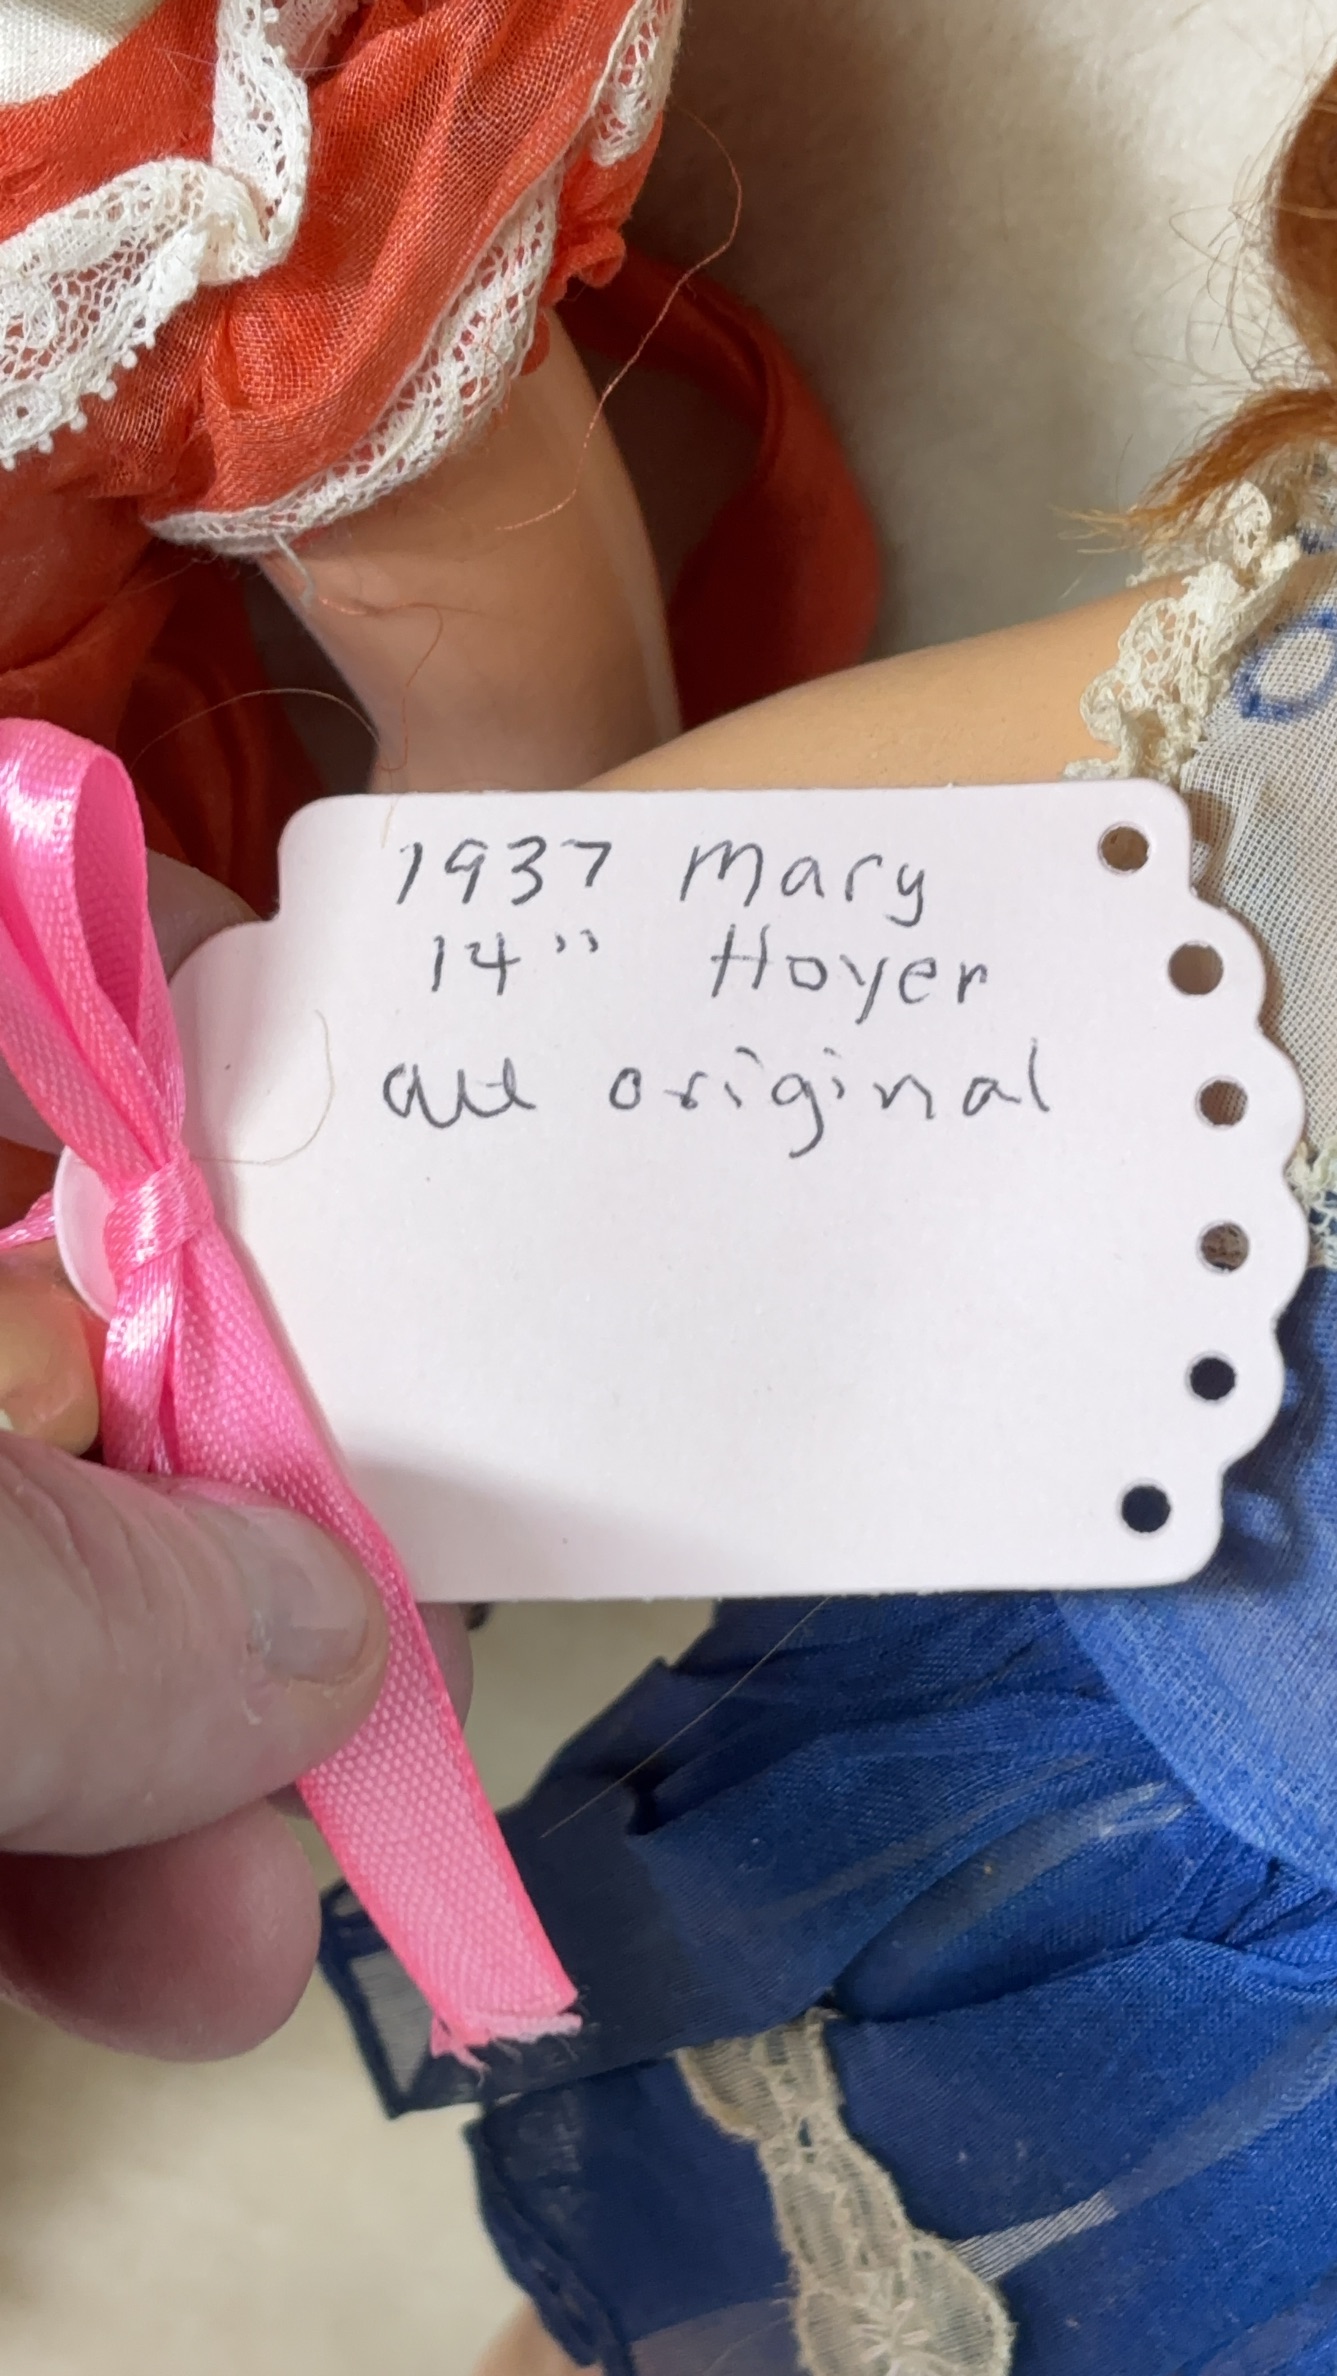 1937 Mary
14" Hoyer
all original